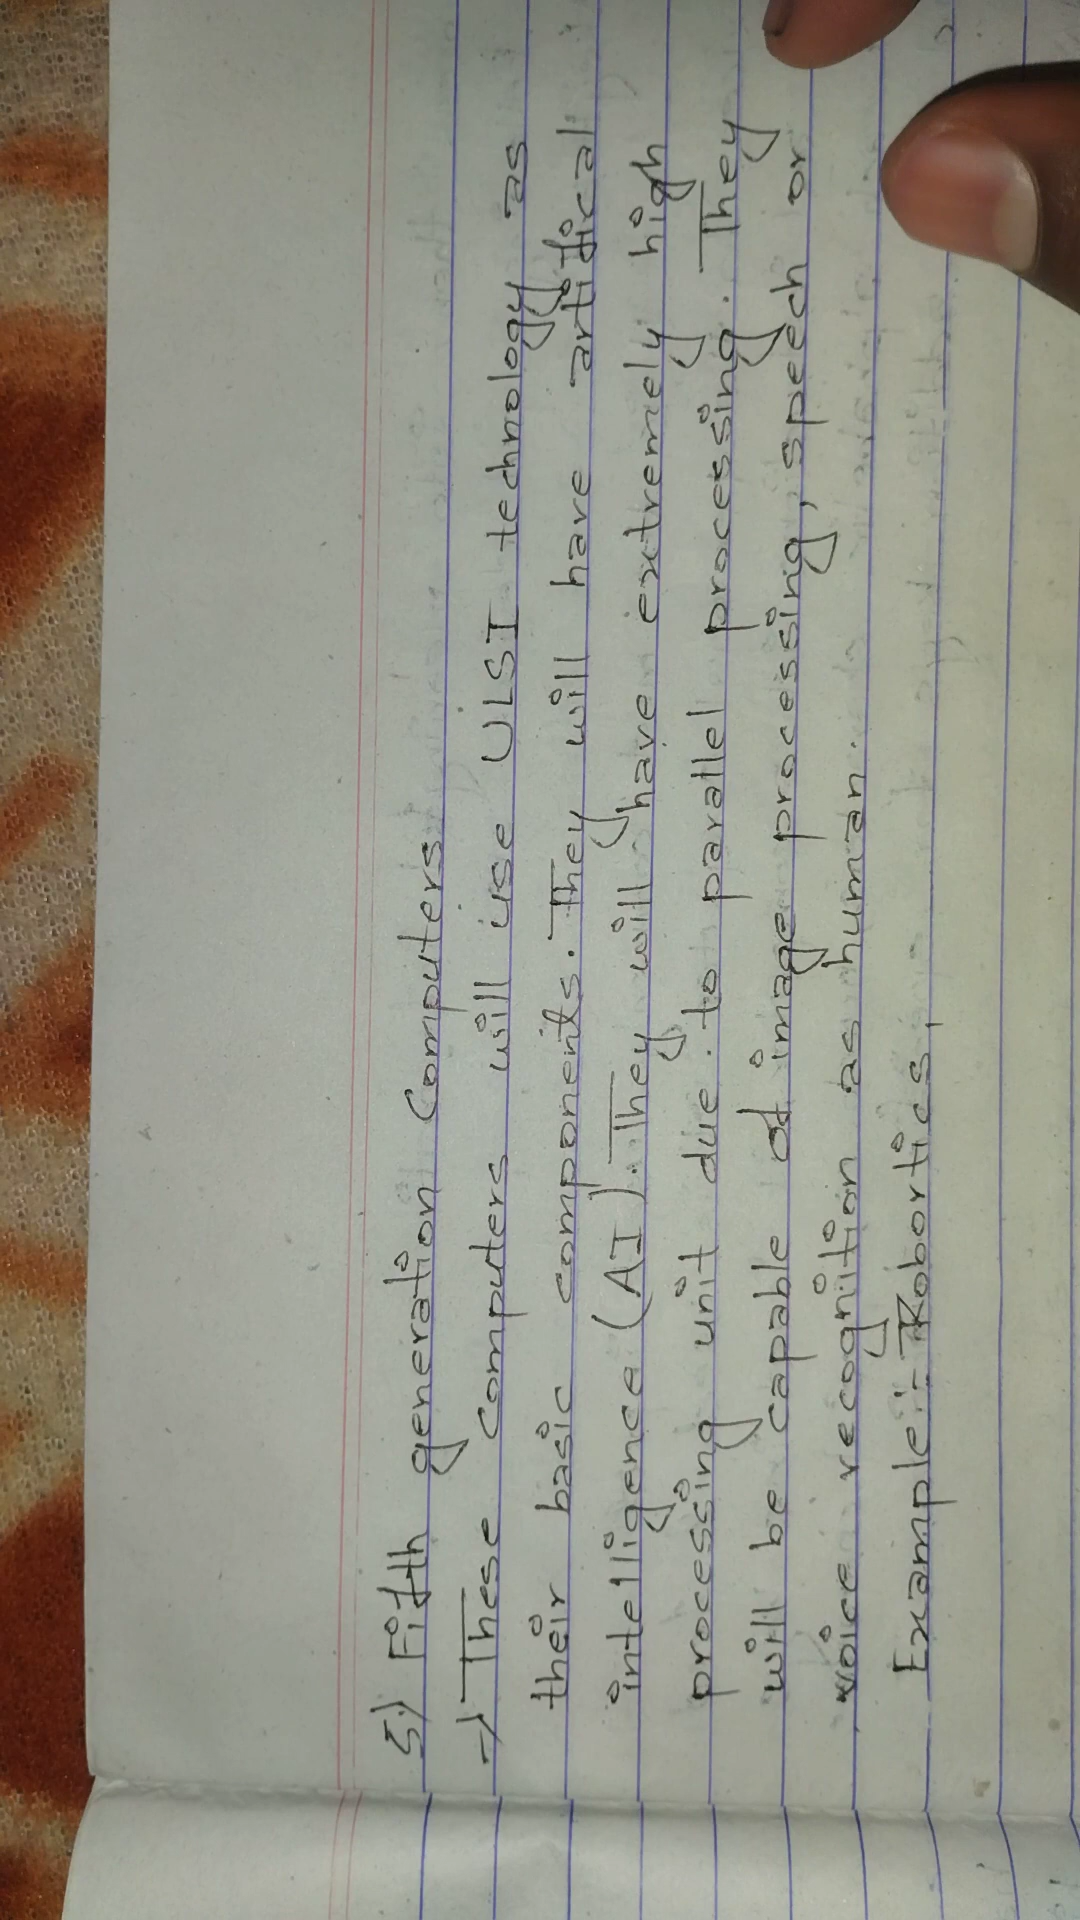 5.) Fifth generation Computers
→ These computers will use ULSI technology as
their basic components. They will have artifical
intelligence (AI). They will have extremely high
processing unit due to parallel processing. They
will be capable of image processing, speech or
voice recognition as human.
Example:- Robortics,